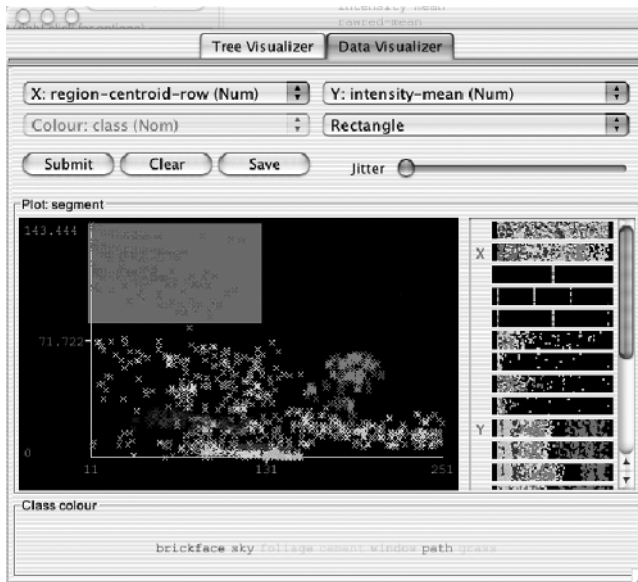 intensity mean
rawred-mean
Tree Visualizer Data Visualizer
X: region-centroid-row (Num) Y: intensity-mean (Num)
Colour: class (Nom) Rectangle
Submit Clear Save Jitter
Plot: segment
143.444
71.722
0
11 131 251
X
Y
Class colour
brickface sky foliage cement window path grass